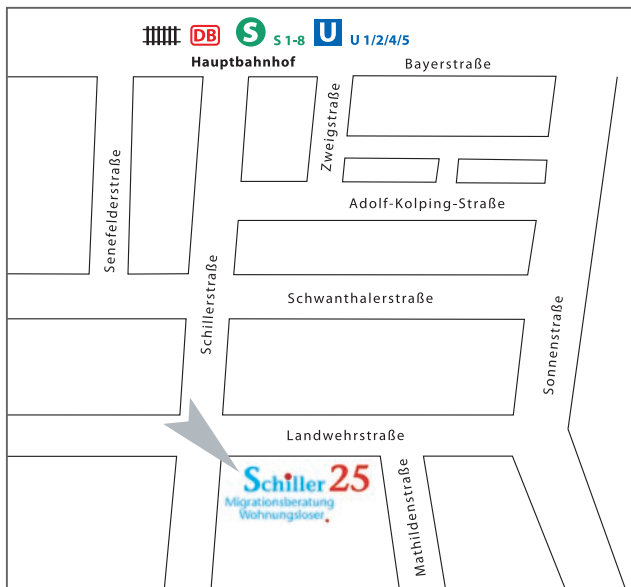 DB S S 1-8 U U 1/2/4/5
Hauptbahnhof
Bayerstraße
Zweigstraße
Senefelderstraße
Adolf-Kolping-Straße
Schillerstraße
Schwanthalerstraße
Sonnenstraße
Landwehrstraße
Mathildenstraße
Schiller 25
Migrationsberatung
Wohnungsloser.